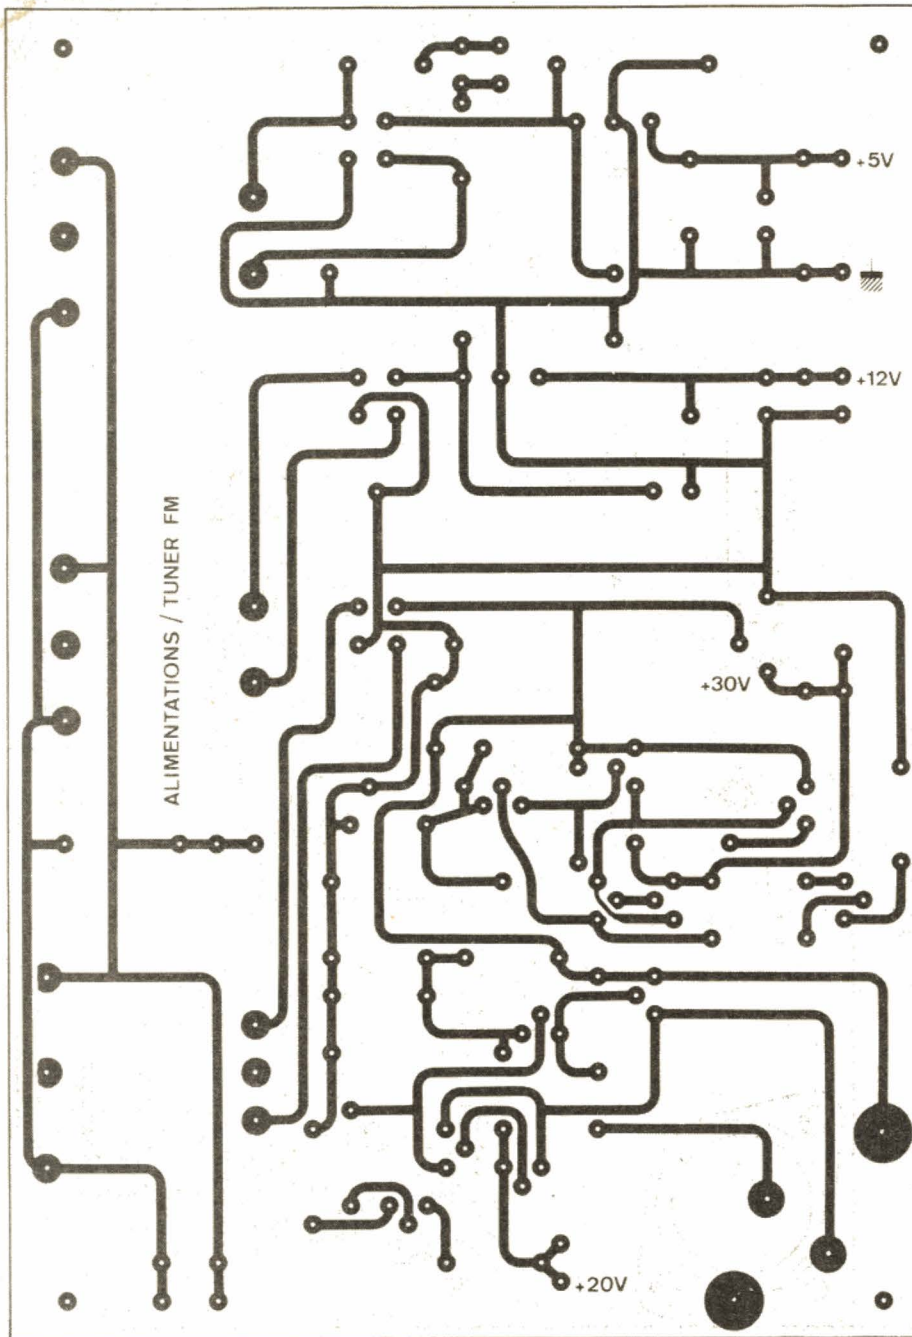 +5V
+12V
ALIMENTATIONS / TUNER FM
+30V
+20V